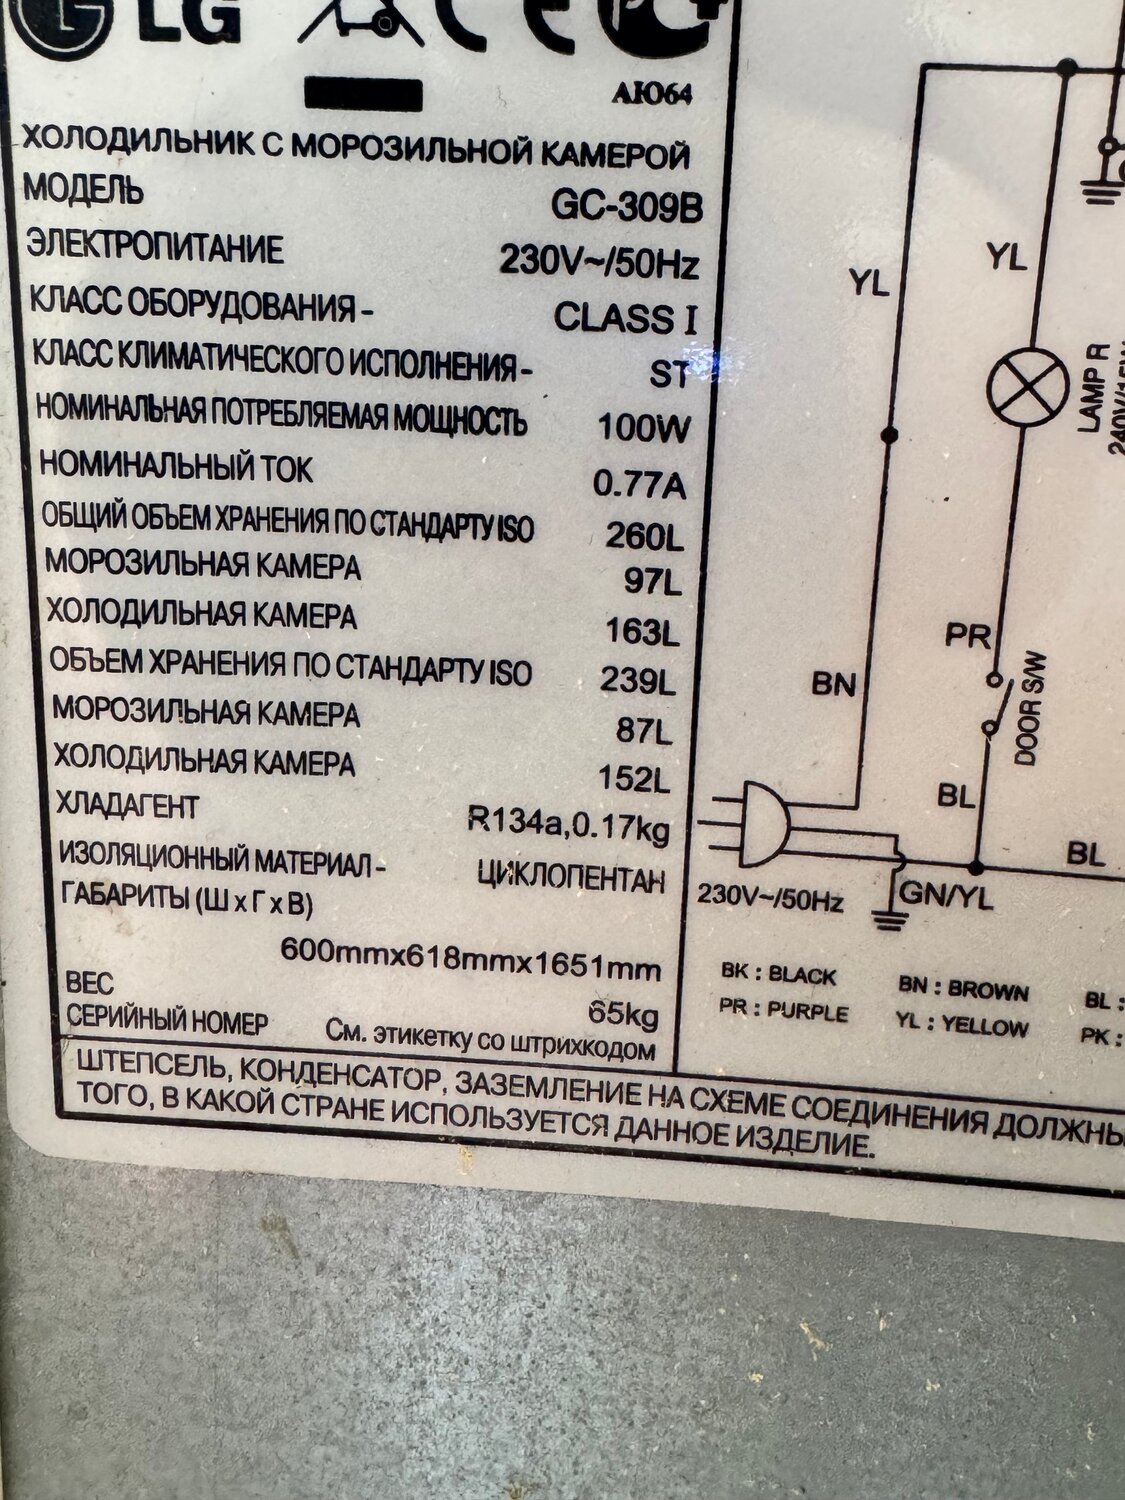 LG
АЮ64
ХОЛОДИЛЬНИК С МОРОЗИЛЬНОЙ КАМЕРОЙ
МОДЕЛЬ GC-309B
ЭЛЕКТРОПИТАНИЕ 230V~/50Hz
КЛАСС ОБОРУДОВАНИЯ - CLASS I
КЛАСС КЛИМАТИЧЕСКОГО ИСПОЛНЕНИЯ - ST
НОМИНАЛЬНАЯ ПОТРЕБЛЯЕМАЯ МОЩНОСТЬ 100W
НОМИНАЛЬНЫЙ ТОК 0.77A
ОБЩИЙ ОБЪЕМ ХРАНЕНИЯ ПО СТАНДАРТУ ISO 260L
МОРОЗИЛЬНАЯ КАМЕРА 97L
ХОЛОДИЛЬНАЯ КАМЕРА 163L
ОБЪЕМ ХРАНЕНИЯ ПО СТАНДАРТУ ISO 239L
МОРОЗИЛЬНАЯ КАМЕРА 87L
ХОЛОДИЛЬНАЯ КАМЕРА 152L
ХЛАДАГЕНТ R134a,0.17kg
ИЗОЛЯЦИОННЫЙ МАТЕРИАЛ - ЦИКЛОПЕНТАН
ГАБАРИТЫ (Ш x Г x В)
600mmx618mmx1651mm
ВЕС 65kg
СЕРИЙНЫЙ НОМЕР См. этикетку со штрихкодом
ШТЕПСЕЛЬ, КОНДЕНСАТОР, ЗАЗЕМЛЕНИЕ НА СХЕМЕ СОЕДИНЕНИЯ ДОЛЖНЫ
ТОГО, В КАКОЙ СТРАНЕ ИСПОЛЬЗУЕТСЯ ДАННОЕ ИЗДЕЛИЕ.
YL
YL
LAMP R
PR
BN
DOOR S/W
BL
BL
230V~/50Hz
GN/YL
BK : BLACK BN : BROWN BL :
PR : PURPLE YL : YELLOW PK :